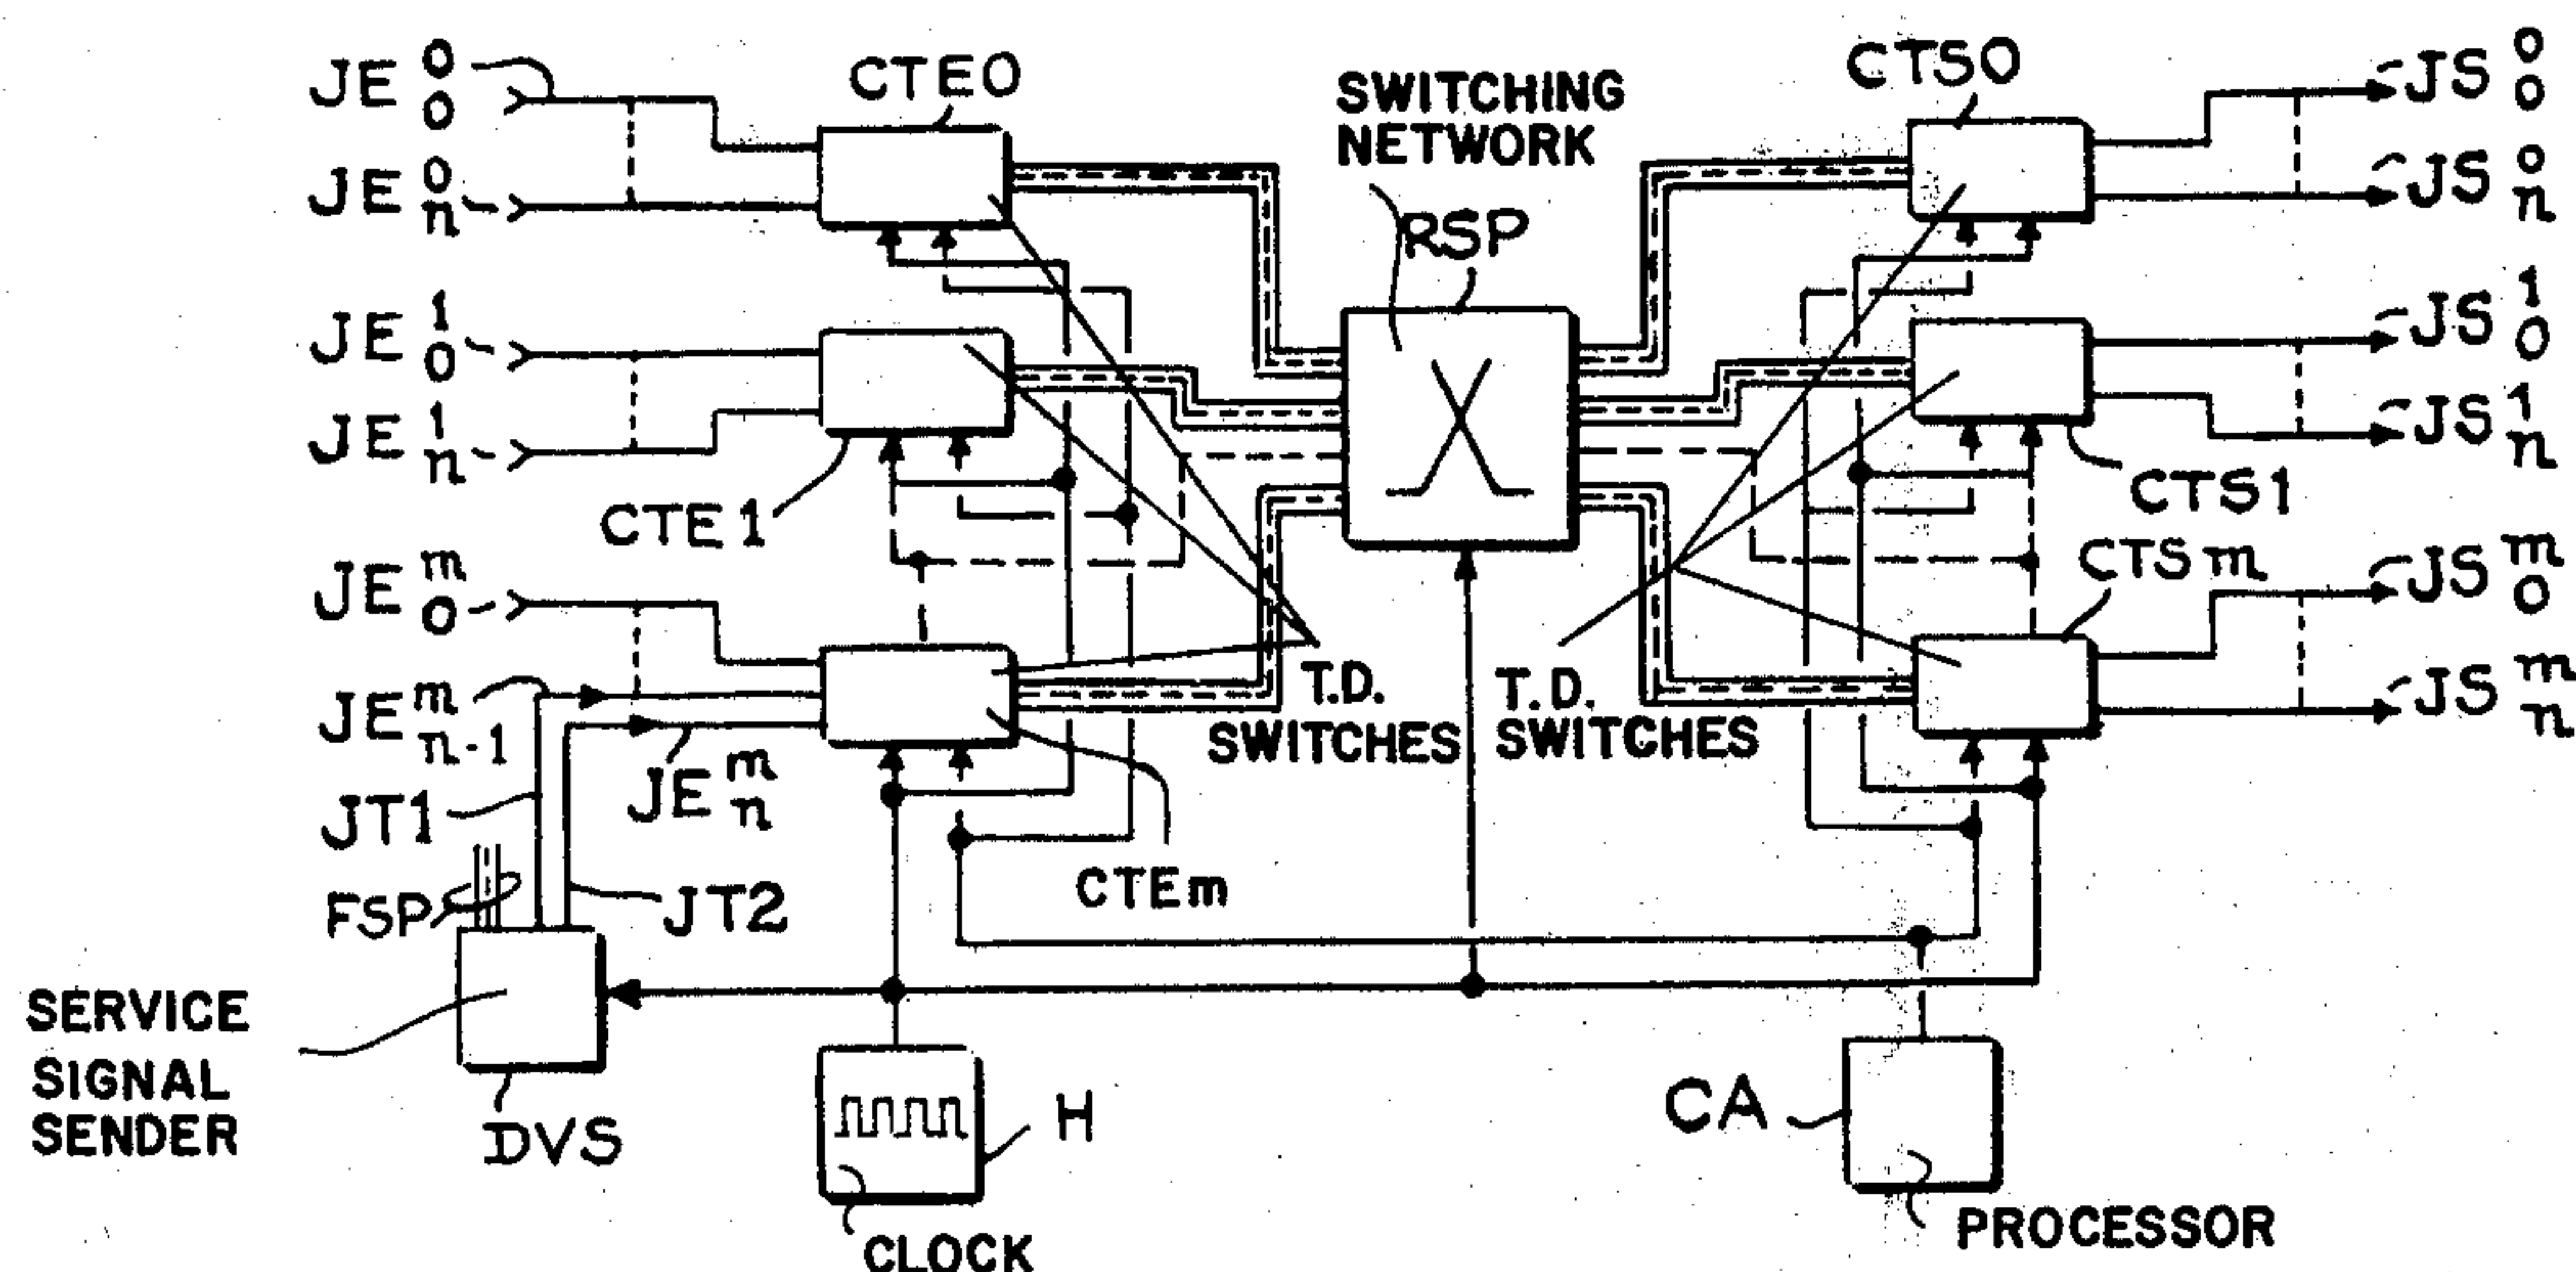 JE 0 0
CTE0
SWITCHING
NETWORK
CTS0
JS 0 0
JE 0 n
RSP
JS 0 n
JE 1 0
JS 1 0
JE 1 n
CTE 1
CTS1
JS 1 n
JE m 0
CTS m
JS m 0
JE m n-1
T.D.
SWITCHES
T.D.
SWITCHES
JS m n
JT1
JE m n
CTEm
FSP
JT2
SERVICE
SIGNAL
SENDER
DVS
H
CLOCK
CA
PROCESSOR